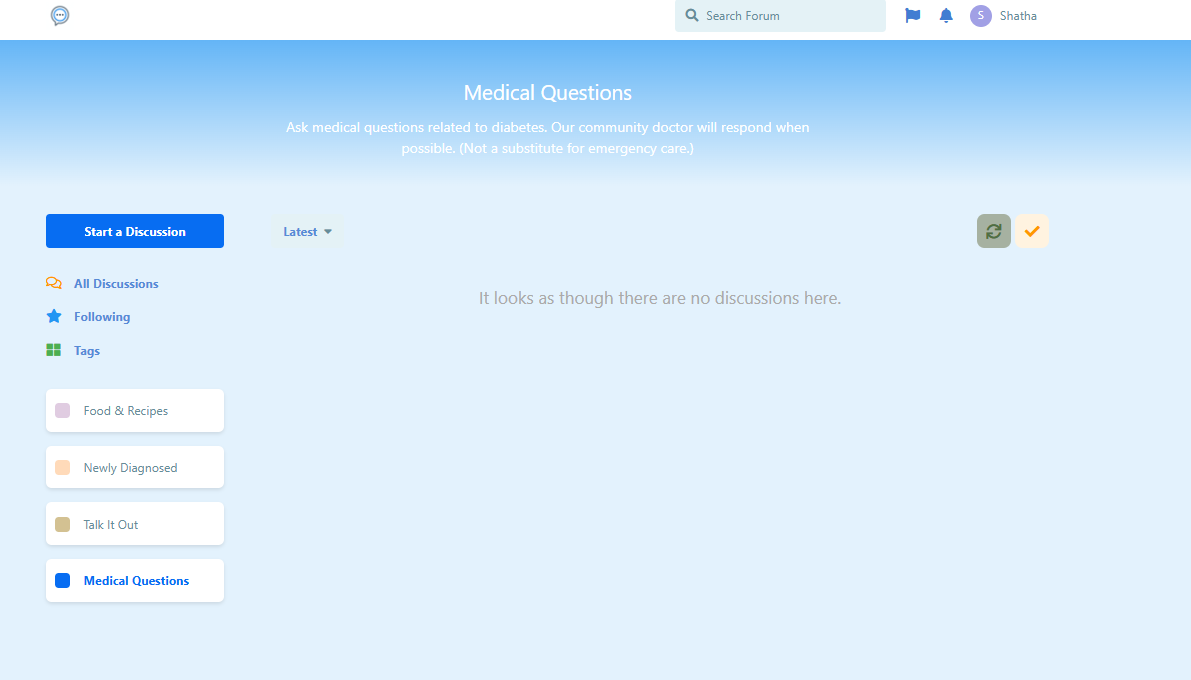 Search Forum
S
Shatha
Medical Questions
Ask medical questions related to diabetes. Our community doctor will respond when
possible. (Not a substitute for emergency care.)
Start a Discussion
Latest
All Discussions
It looks as though there are no discussions here.
Following
Tags
Food & Recipes
Newly Diagnosed
Talk It Out
Medical Questions